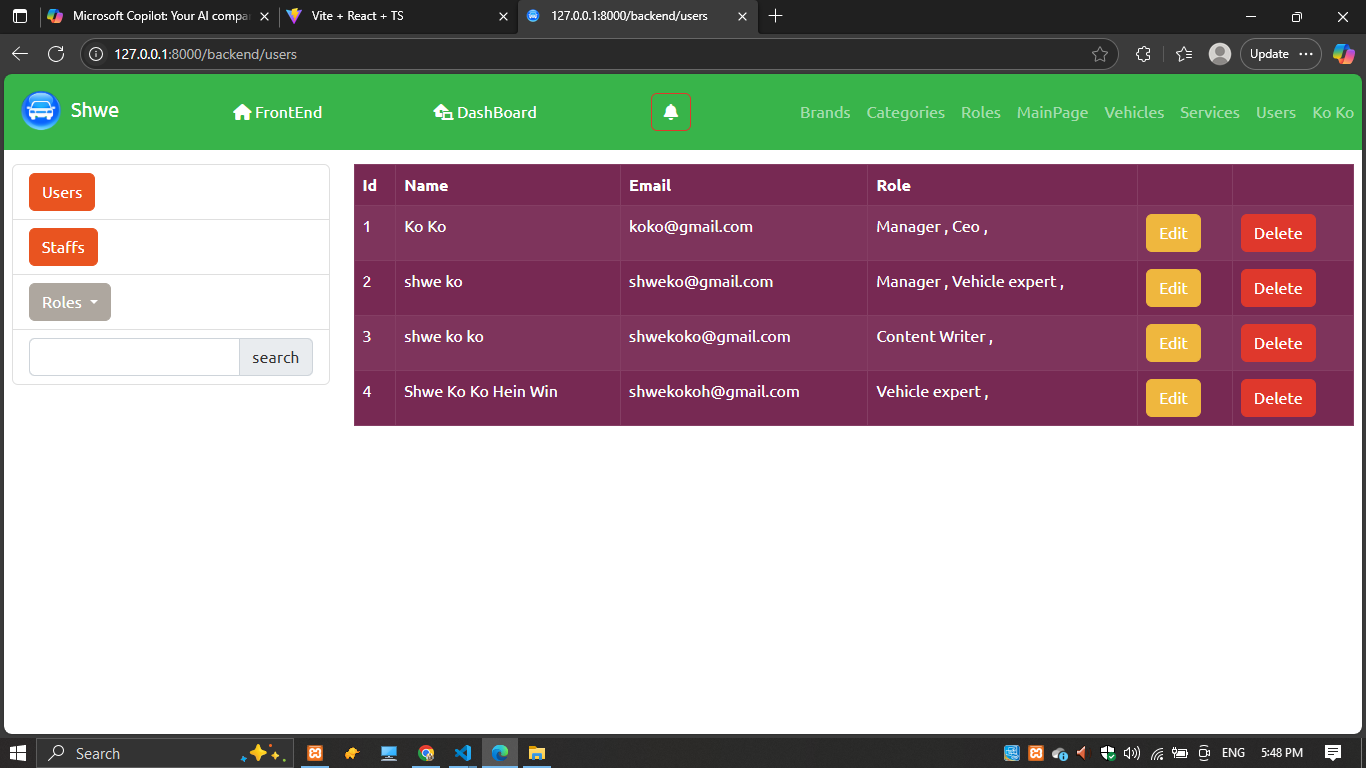 Microsoft Copilot: Your AI compa
Vite + React + TS
127.0.0.1:8000/backend/users
127.0.0.1:8000/backend/users
Update
Shwe
FrontEnd
DashBoard
Brands Categories Roles MainPage Vehicles Services Users Ko Ko
Users
Staffs
Roles
search
Id Name Email Role
1 Ko Ko koko@gmail.com Manager , Ceo , Edit Delete
2 shwe ko shweko@gmail.com Manager , Vehicle expert , Edit Delete
3 shwe ko ko shwekoko@gmail.com Content Writer , Edit Delete
4 Shwe Ko Ko Hein Win shwekokoh@gmail.com Vehicle expert , Edit Delete
Search
ENG
5:48 PM